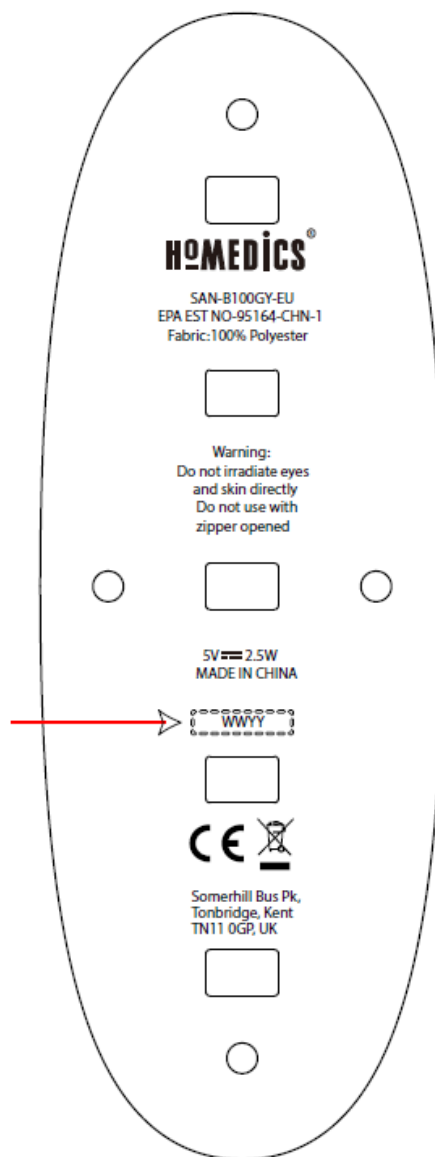 HoMEDiCS®
SAN-B100GY-EU
EPA EST NO-95164-CHN-1
Fabric:100% Polyester
Warning:
Do not irradiate eyes
and skin directly
Do not use with
zipper opened
5V⎓2.5W
MADE IN CHINA
WWYY
CE
Somerhill Bus Pk,
Tonbridge, Kent
TN11 0GP, UK